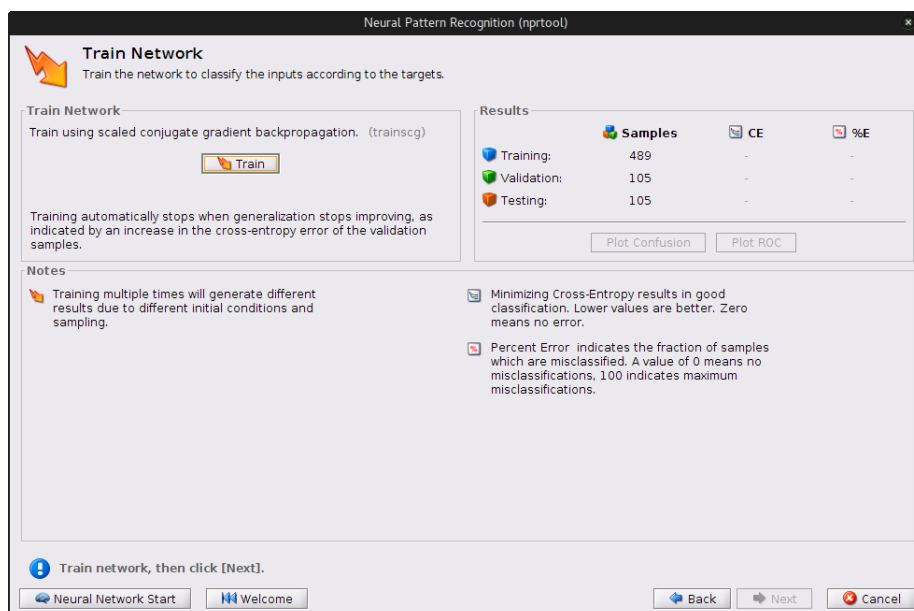 Neural Pattern Recognition (nprtool)
Train Network
Train the network to classify the inputs according to the targets.
Train Network
Train using scaled conjugate gradient backpropagation. (trainscg)
Train
Training automatically stops when generalization stops improving, as
indicated by an increase in the cross-entropy error of the validation
samples.
Results
Samples CE %E
Training: 489 - -
Validation: 105 - -
Testing: 105 - -
Plot Confusion Plot ROC
Notes
Training multiple times will generate different
results due to different initial conditions and
sampling.
Minimizing Cross-Entropy results in good
classification. Lower values are better. Zero
means no error.
Percent Error indicates the fraction of samples
which are misclassified. A value of 0 means no
misclassifications, 100 indicates maximum
misclassifications.
Train network, then click [Next].
Neural Network Start Welcome Back Next Cancel